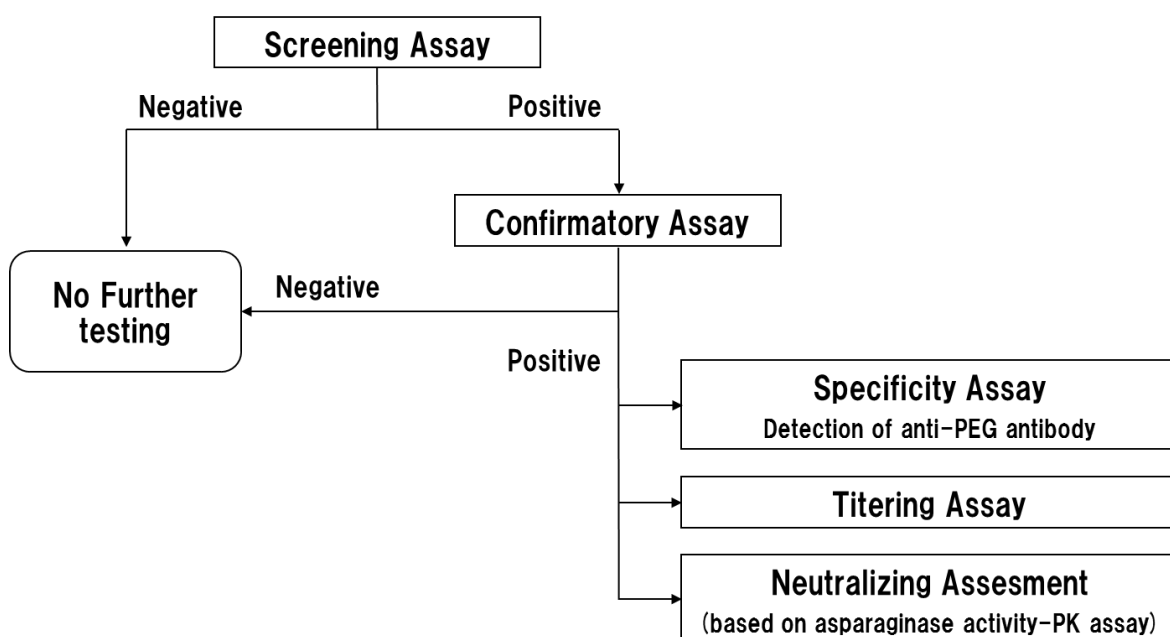 Screening Assay
Negative
Positive
Confirmatory Assay
No Further
testing
Negative
Positive
Specificity Assay
Detection of anti-PEG antibody
Titering Assay
Neutralizing Assesment
(based on asparaginase activity-PK assay)